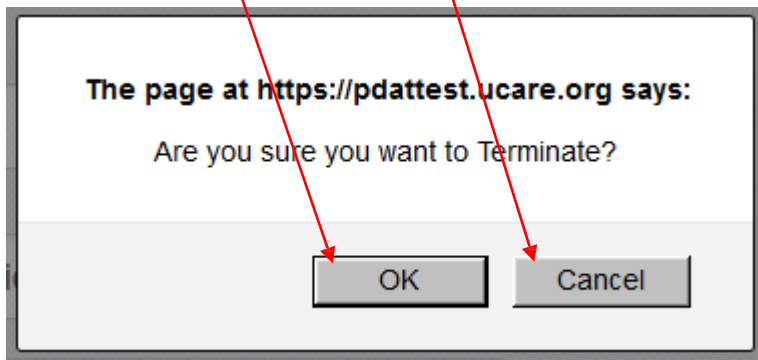 The page at https://pdattest.ucare.org says:
Are you sure you want to Terminate?
OK Cancel